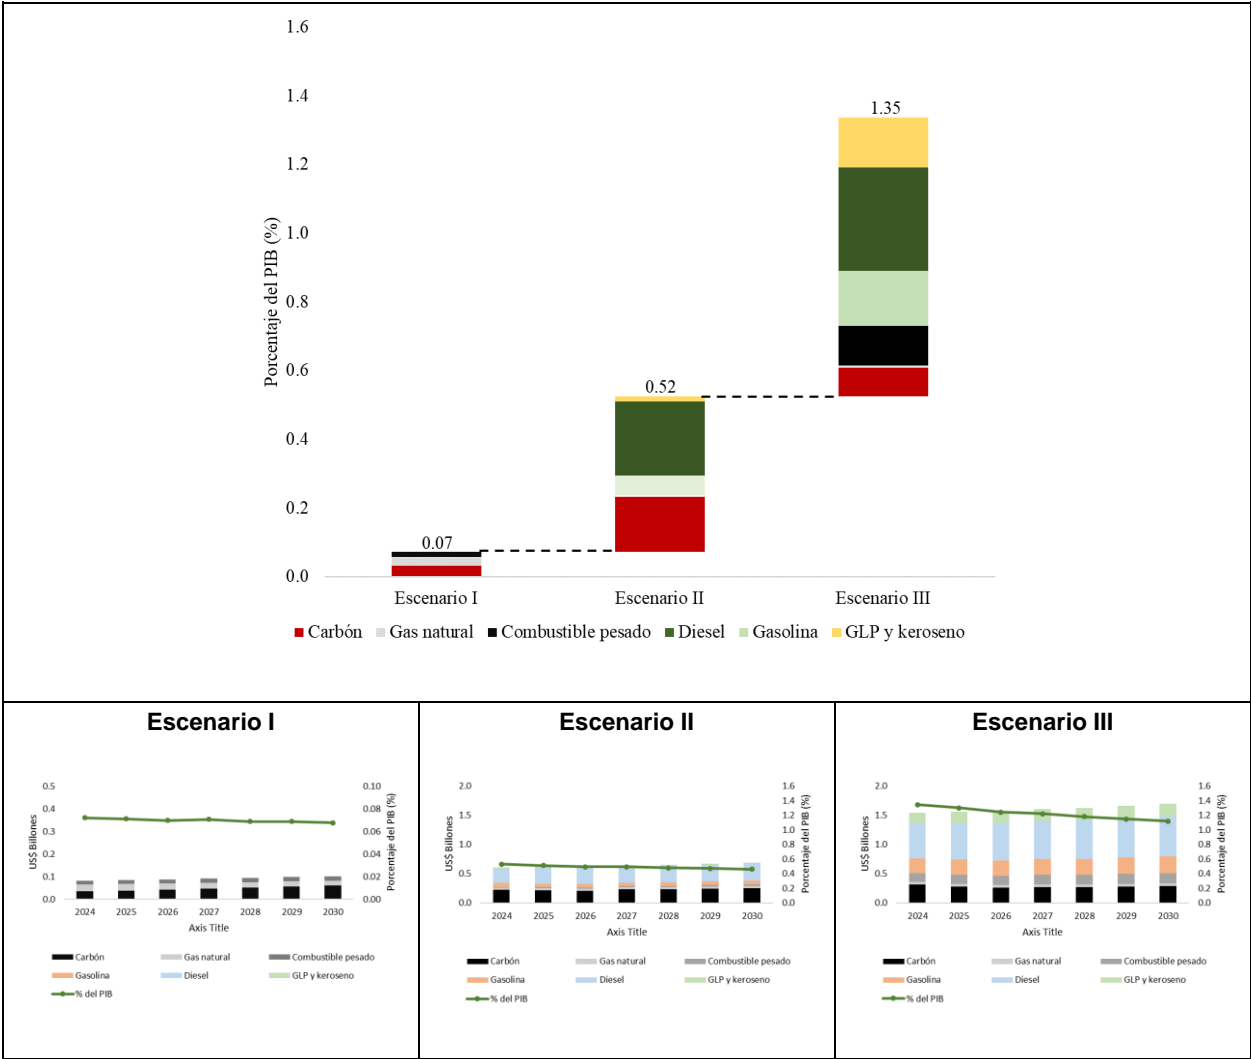 1.6
1.4
1.35
1.2
1.0
0.8
0.6
0.52
0.4
0.2
0.07
0.0
Porcentaje del PIB (%)
Escenario I Escenario II Escenario III
Carbón Gas natural Combustible pesado Diesel Gasolina GLP y keroseno
Escenario I
0.5 0.10
0.4 0.08
0.3 0.06
0.2 0.04
0.1 0.02
0.0 0.00
US$ Billones
Porcentaje del PIB (%)
2024 2025 2026 2027 2028 2029 2030
Axis Title
Carbón Gas natural Combustible pesado
Gasolina Diesel GLP y keroseno
% del PIB
Escenario II
2.0 1.6
1.4
1.5 1.2
1.0
1.0 0.8
0.6
0.5 0.4
0.2
0.0 0.0
US$ Billones
Porcentaje del PIB (%)
2024 2025 2026 2027 2028 2029 2030
Axis Title
Carbón Gas natural Combustible pesado
Gasolina Diesel GLP y keroseno
% del PIB
Escenario III
2.0 1.6
1.4
1.5 1.2
1.0
1.0 0.8
0.6
0.5 0.4
0.2
0.0 0.0
US$ Billones
Porcentaje del PIB (%)
2024 2025 2026 2027 2028 2029 2030
Axis Title
Carbón Gas natural Combustible pesado
Gasolina Diesel GLP y keroseno
% del PIB